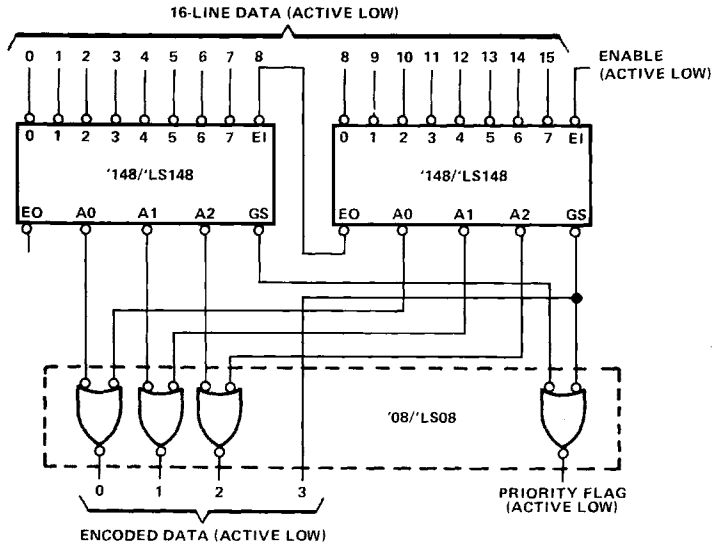 16-LINE DATA (ACTIVE LOW)
0 1 2 3 4 5 6 7 8 8 9 10 11 12 13 14 15 ENABLE
(ACTIVE LOW)
0 1 2 3 4 5 6 7 EI 0 1 2 3 4 5 6 7 EI
'148/'LS148 '148/'LS148
EO A0 A1 A2 GS EO A0 A1 A2 GS
'08/'LS08
0 1 2 3 PRIORITY FLAG
(ACTIVE LOW)
ENCODED DATA (ACTIVE LOW)